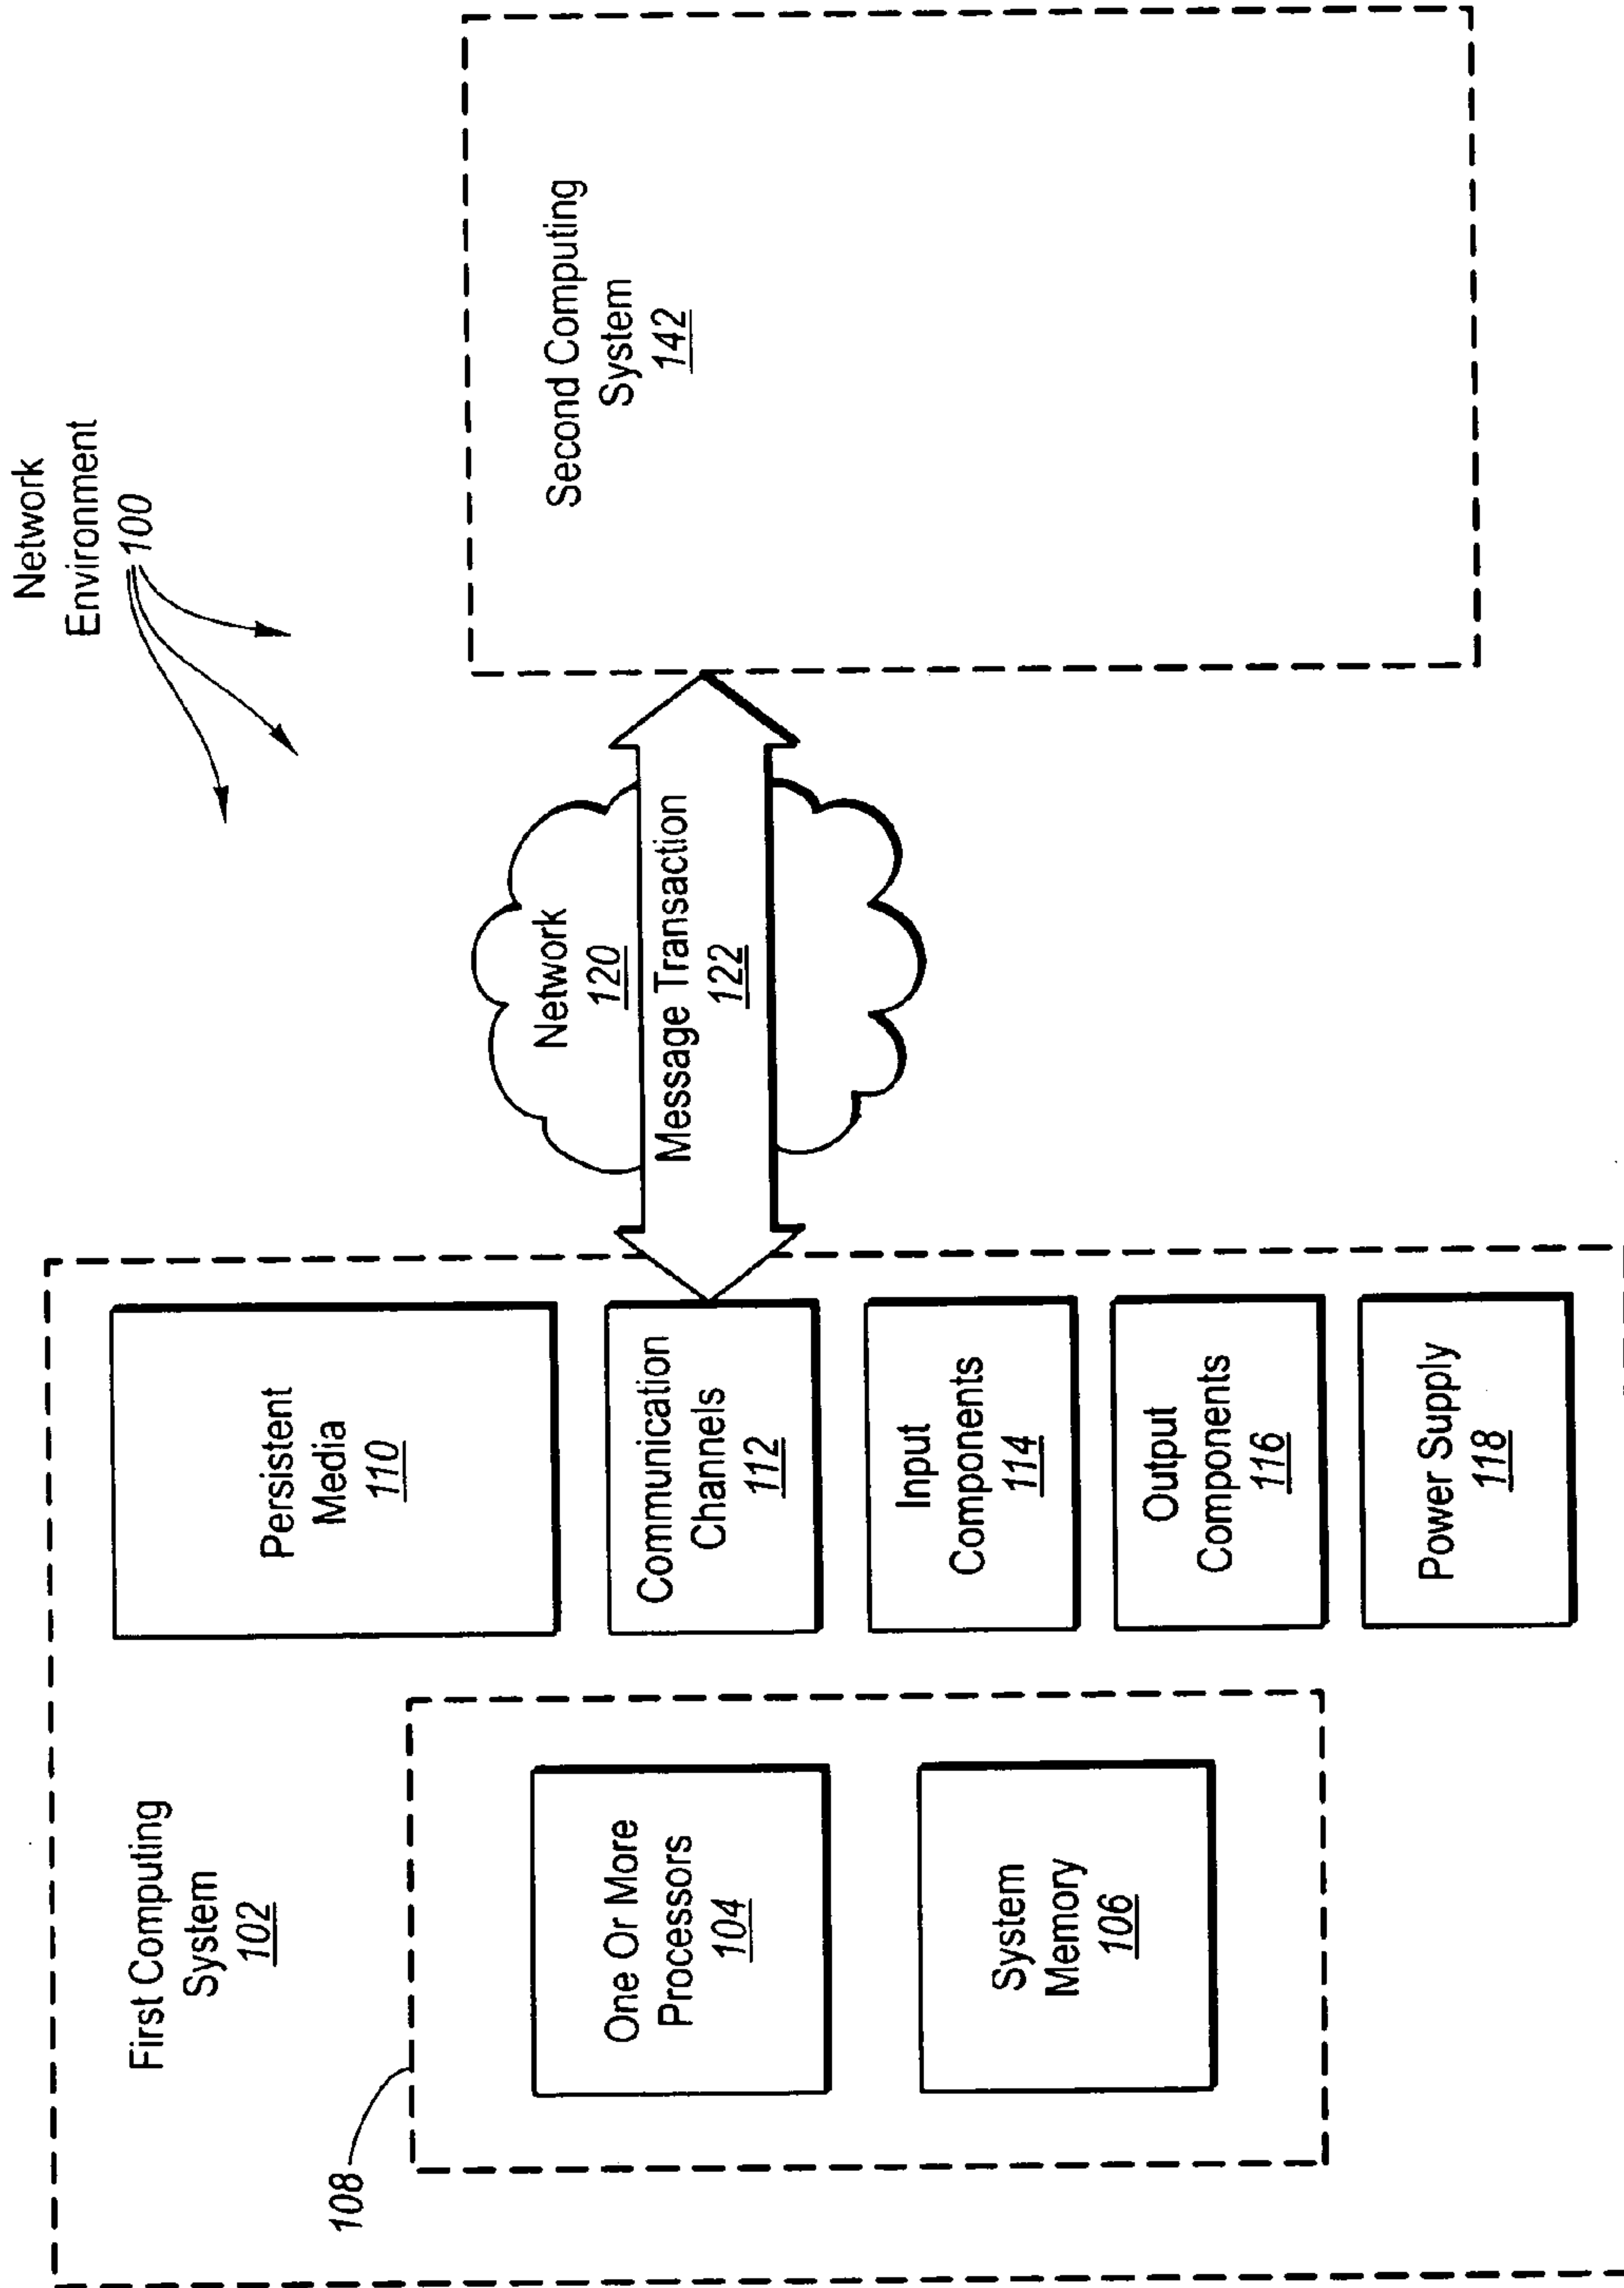 Network
Environment
100
First Computing
System
102
108
One Or More
Processors
104
System
Memory
106
Persistent
Media
110
Communication
Channels
112
Input
Components
114
Output
Components
116
Power Supply
118
Network
120
Message Transaction
122
Second Computing
System
142